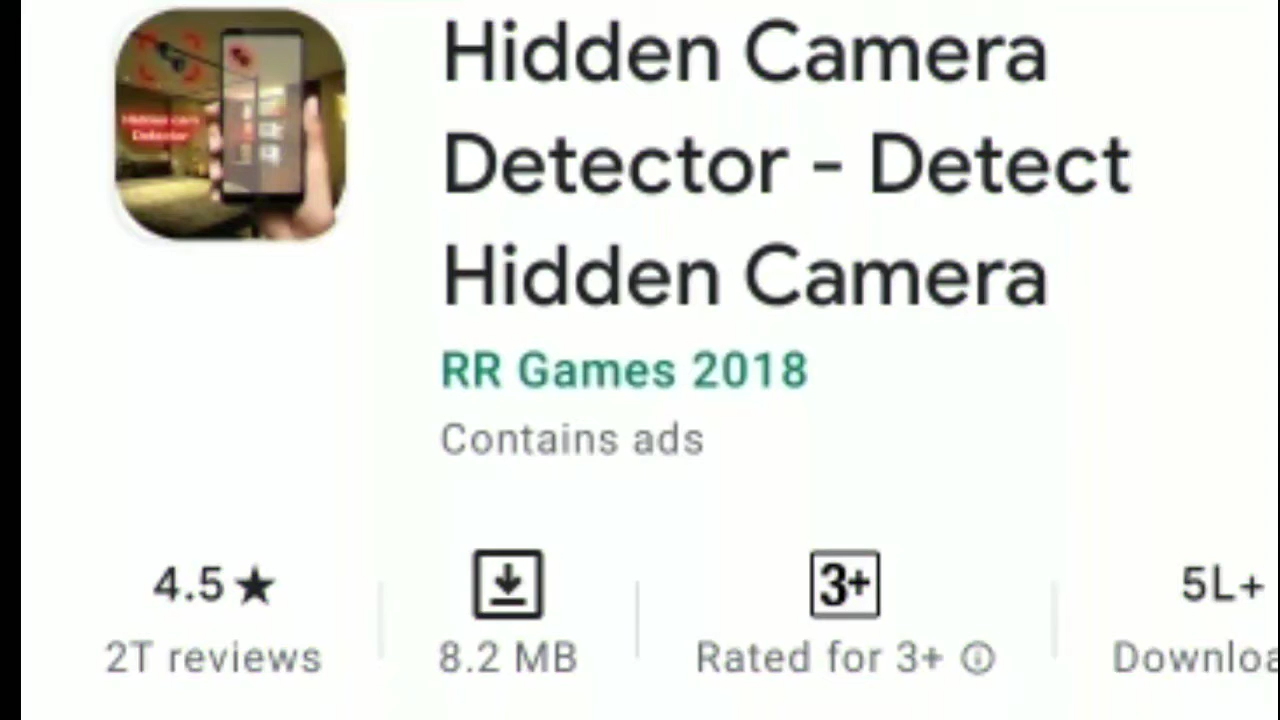 Hidden Camera
Detector - Detect
Hidden Camera
RR Games 2018
Contains ads
4.5★
3+
5L+
2T reviews
8.2 MB
Rated for 3+
Detector